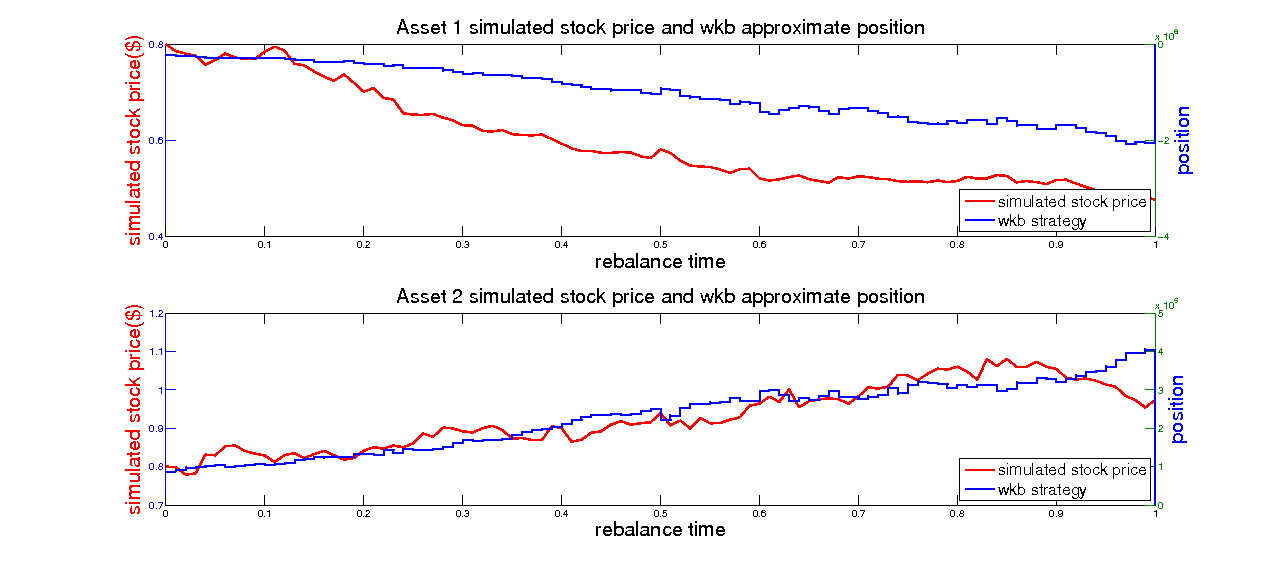 Asset 1 simulated stock price and wkb approximate position
simulated stock price($)
0.8
0.6
0.4
0
-2
-4
position
simulated stock price
wkb strategy
0 0.1 0.2 0.3 0.4 0.5 0.6 0.7 0.8 0.9 1
rebalance time
Asset 2 simulated stock price and wkb approximate position
simulated stock price($)
1.2
1.1
1
0.9
0.8
0.7
5
4
3
2
1
0
position
simulated stock price
wkb strategy
0 0.1 0.2 0.3 0.4 0.5 0.6 0.7 0.8 0.9 1
rebalance time